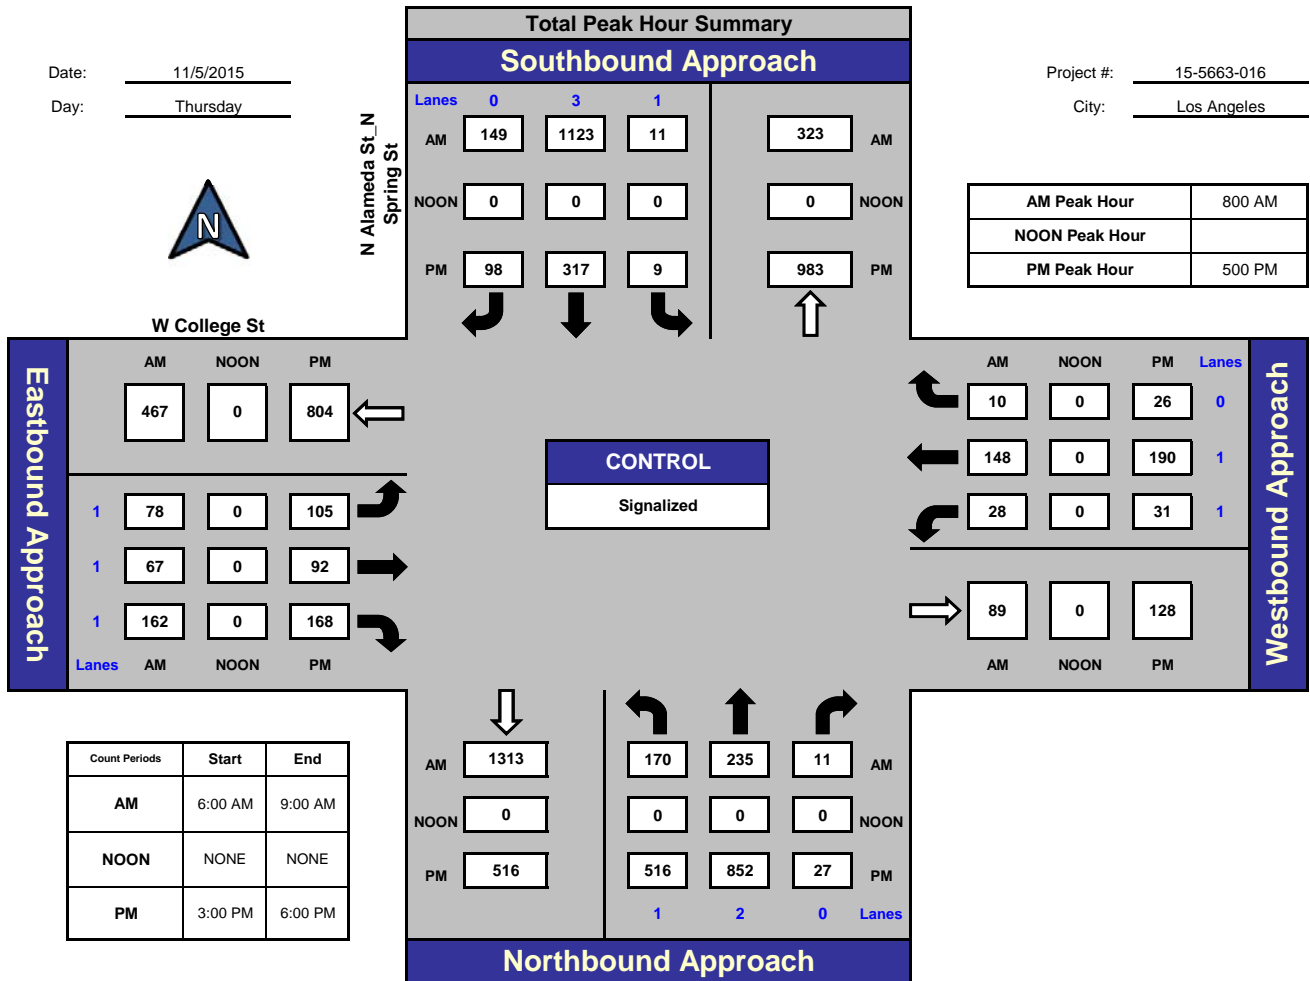 Total Peak Hour Summary
Southbound Approach
Date: 11/5/2015
Day: Thursday
Project #: 15-5663-016
City: Los Angeles
N
N Alameda St_N
Spring St
Lanes 0 3 1
AM 149 1123 11 323 AM
NOON 0 0 0 0 NOON
PM 98 317 9 983 PM
AM Peak Hour 800 AM
NOON Peak Hour
PM Peak Hour 500 PM
W College St
Eastbound Approach
AM NOON PM
467 0 804
1 78 0 105
1 67 0 92
1 162 0 168
Lanes AM NOON PM
CONTROL
Signalized
AM NOON PM Lanes
10 0 26 0
148 0 190 1
28 0 31 1
89 0 128
AM NOON PM
Westbound Approach
Count Periods Start End
AM 6:00 AM 9:00 AM
NOON NONE NONE
PM 3:00 PM 6:00 PM
AM 1313 170 235 11 AM
NOON 0 0 0 0 NOON
PM 516 516 852 27 PM
1 2 0 Lanes
Northbound Approach